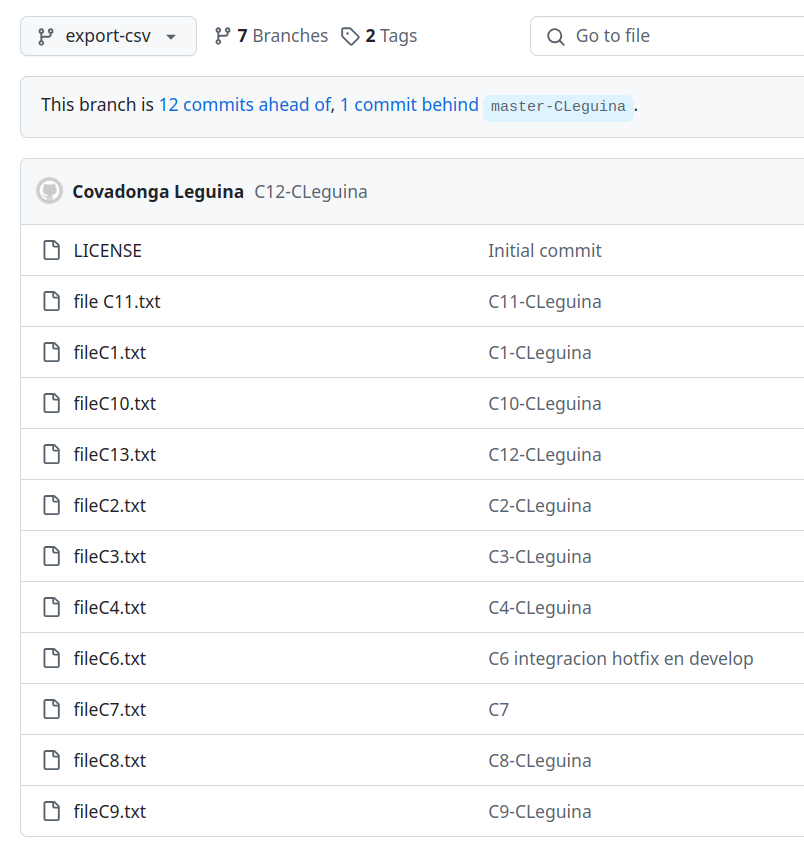 export-csv 7 Branches 2 Tags Go to file
This branch is 12 commits ahead of, 1 commit behind master-CLeguina .
Covadonga Leguina C12-CLeguina
LICENSE Initial commit
file C11.txt C11-CLeguina
fileC1.txt C1-CLeguina
fileC10.txt C10-CLeguina
fileC13.txt C12-CLeguina
fileC2.txt C2-CLeguina
fileC3.txt C3-CLeguina
fileC4.txt C4-CLeguina
fileC6.txt C6 integracion hotfix en develop
fileC7.txt C7
fileC8.txt C8-CLeguina
fileC9.txt C9-CLeguina